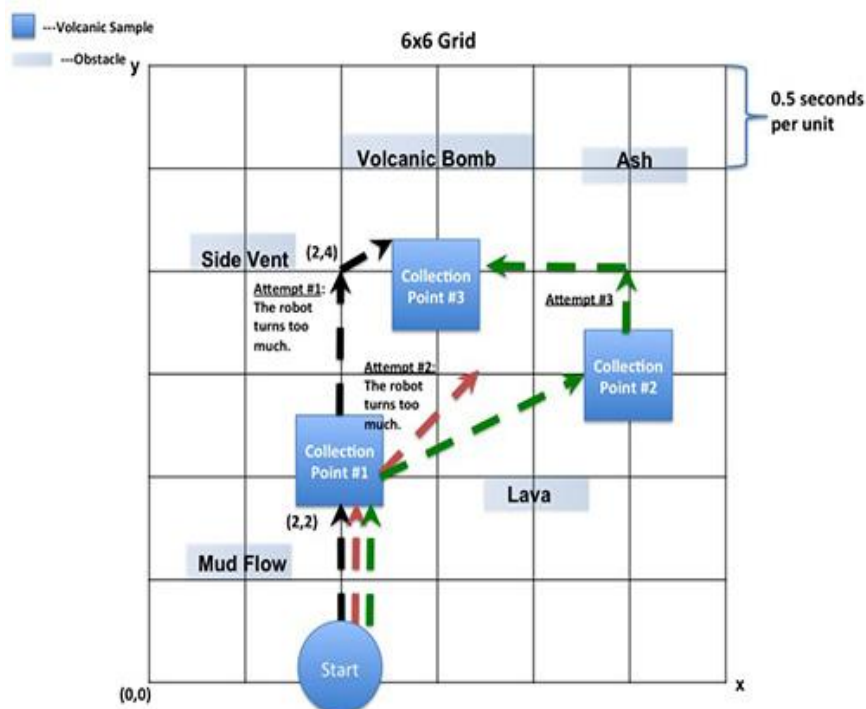 ---Volcanic Sample
6x6 Grid
---Obstacle
y
0.5 seconds
per unit
Volcanic Bomb
Ash
Side Vent
(2,4)
Collection
Point #3
Attempt #1:
The robot
turns too
much.
Attempt #3
Attempt #2:
The robot
turns too
much.
Collection
Point #2
Collection
Point #1
Lava
(2,2)
Mud Flow
Start
(0,0)
x